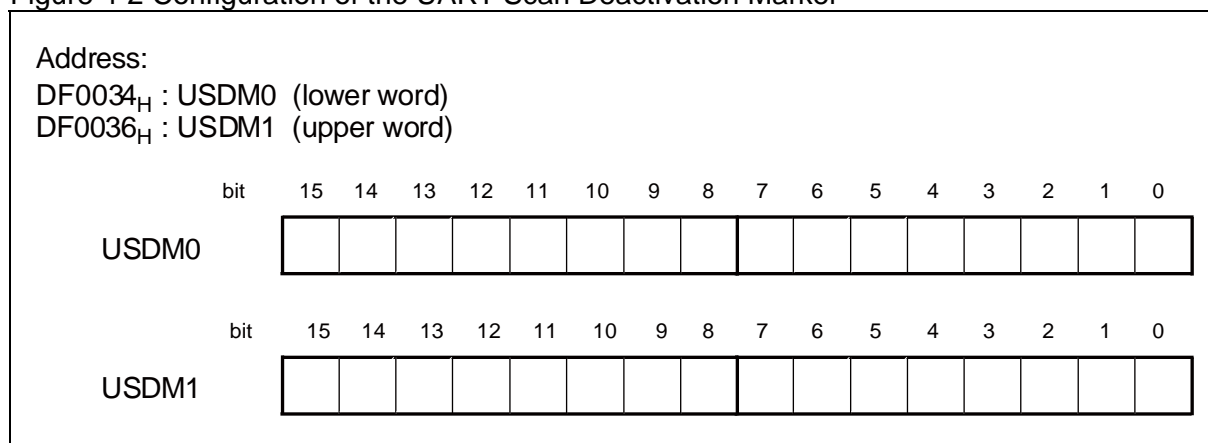 Figure 4-2 Configuration of the UART Scan Deactivation Marker
Address:
DF0034H : USDM0 (lower word)
DF0036H : USDM1 (upper word)
bit 15 14 13 12 11 10 9 8 7 6 5 4 3 2 1 0
USDM0
bit 15 14 13 12 11 10 9 8 7 6 5 4 3 2 1 0
USDM1